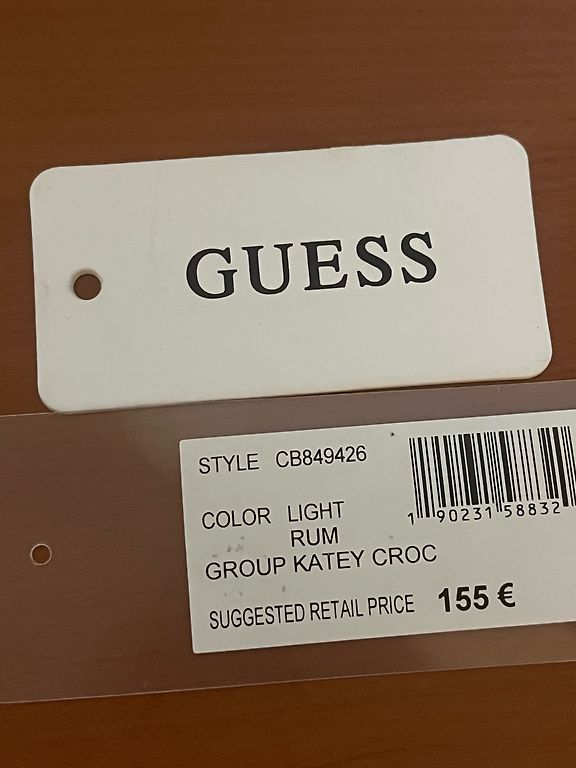 GUESS
STYLE CB849426
COLOR LIGHT
RUM
GROUP KATEY CROC
SUGGESTED RETAIL PRICE 155 €
1 90231 58832